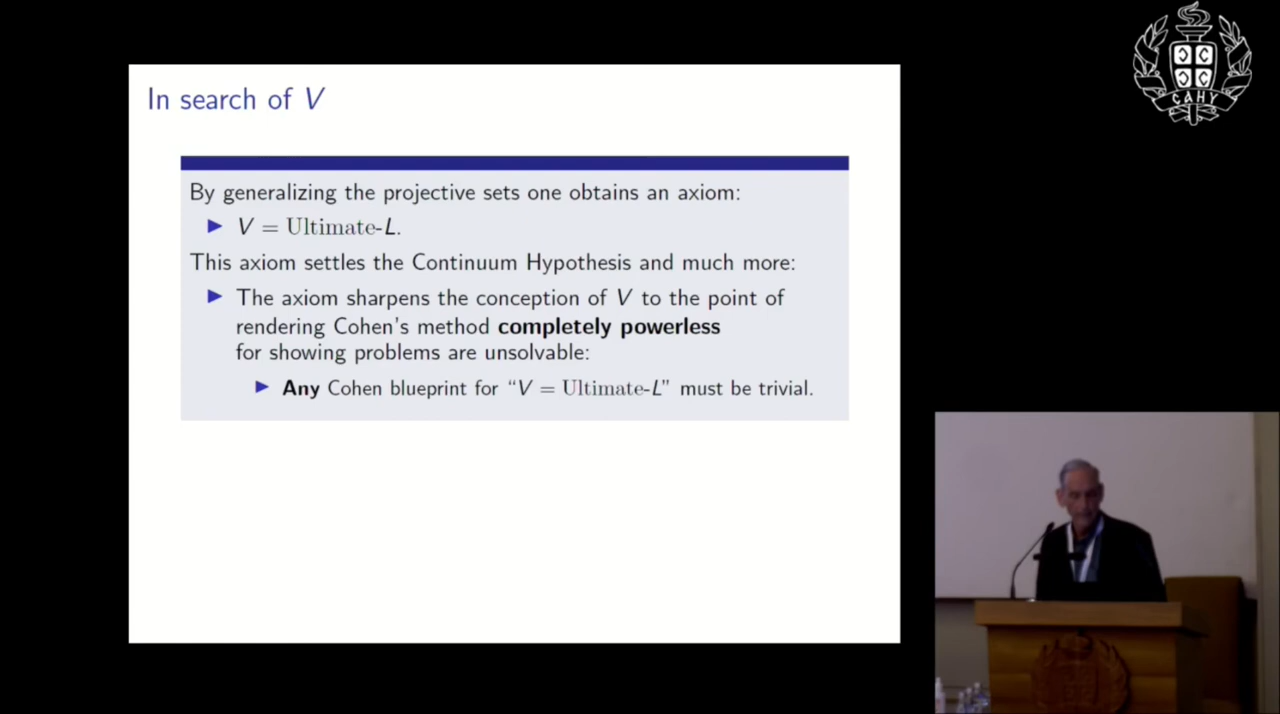 In search of V
By generalizing the projective sets one obtains an axiom:
▶ V = Ultimate-L.
This axiom settles the Continuum Hypothesis and much more:
▶ The axiom sharpens the conception of V to the point of
rendering Cohen's method completely powerless
for showing problems are unsolvable:
▶ Any Cohen blueprint for “V = Ultimate-L” must be trivial.
САНУ